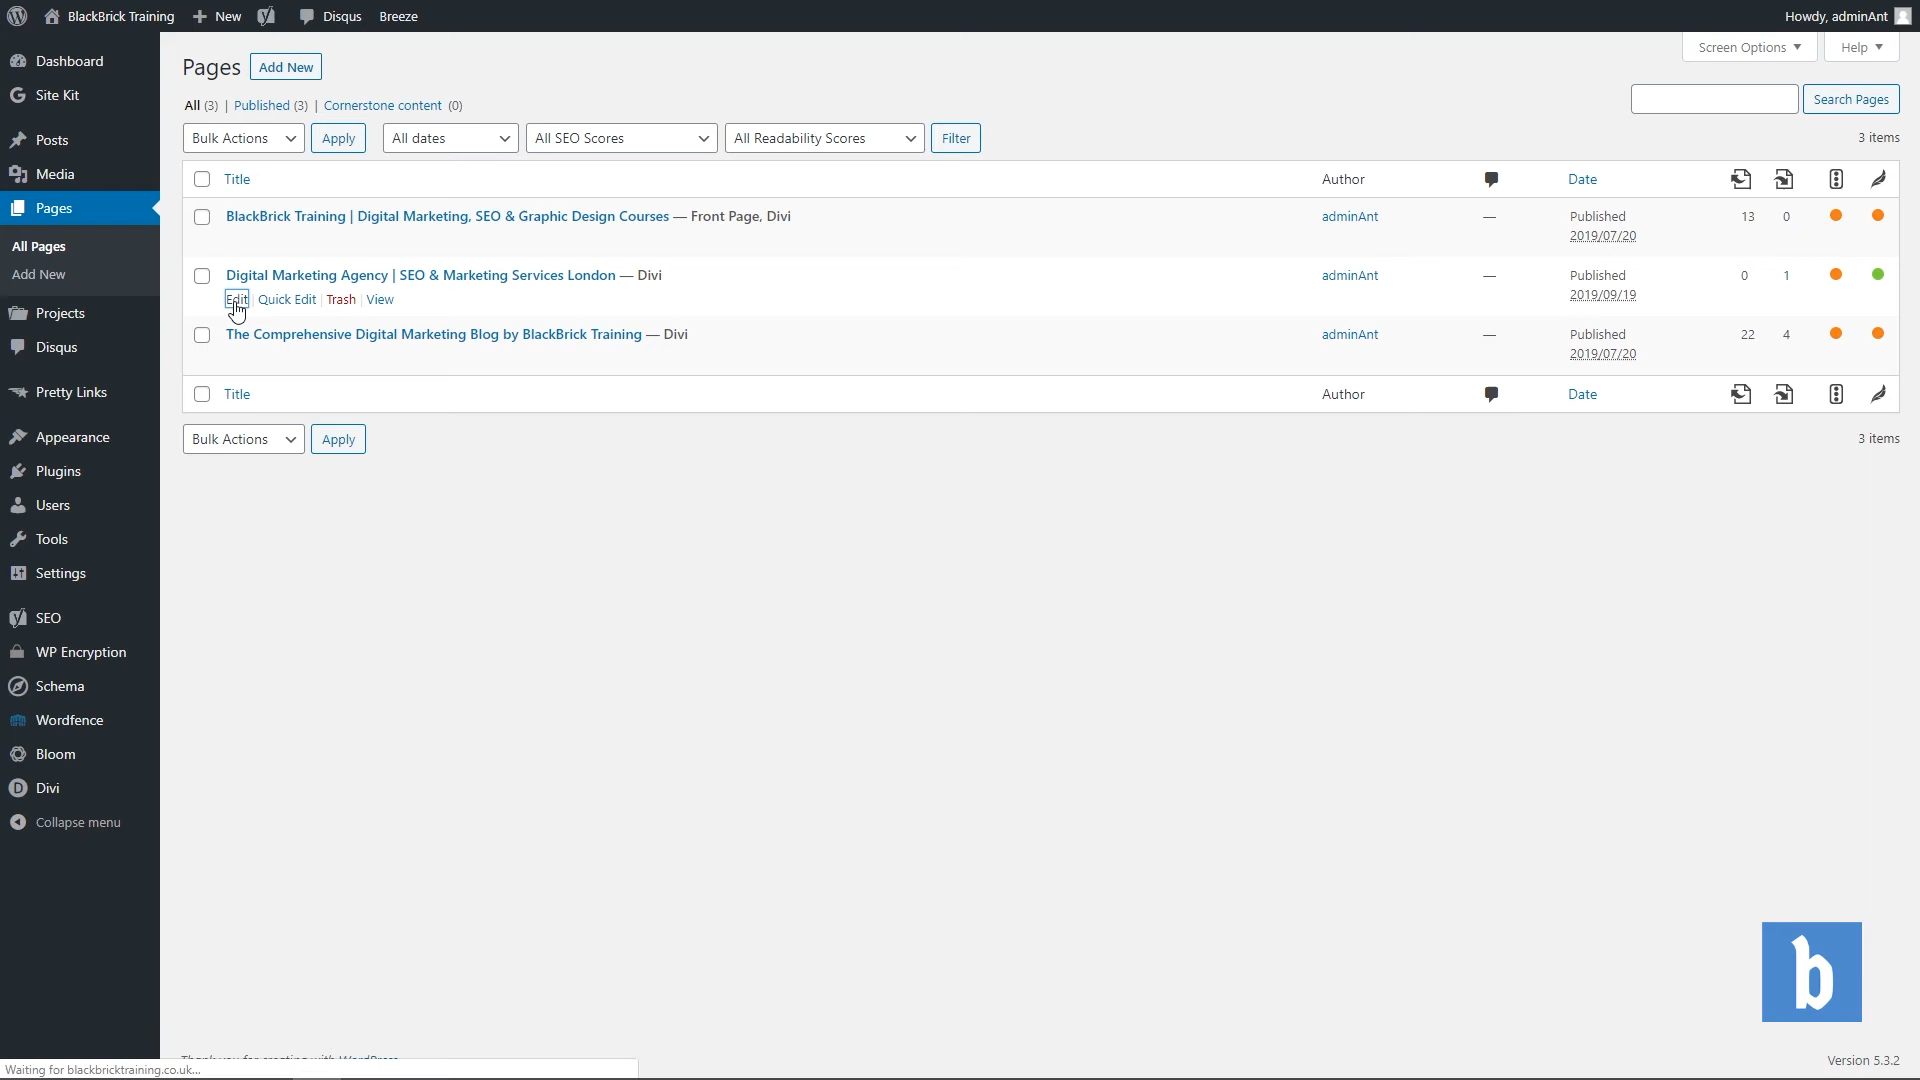 BlackBrick Training New Disqus Breeze Howdy, adminAnt
Screen Options Help
Dashboard
Site Kit
Posts
Media
Pages
All Pages
Add New
Projects
Disqus
Pretty Links
Appearance
Plugins
Users
Tools
Settings
SEO
WP Encryption
Schema
Wordfence
Bloom
Divi
Collapse menu
Pages Add New
All (3) | Published (3) | Cornerstone content (0)
Search Pages
Bulk Actions Apply All dates All SEO Scores All Readability Scores Filter 3 items
Title Author Date
BlackBrick Training | Digital Marketing, SEO & Graphic Design Courses — Front Page, Divi adminAnt — Published 13 0
2019/07/20
Digital Marketing Agency | SEO & Marketing Services London — Divi adminAnt — Published 0 1
2019/09/19
Edit | Quick Edit | Trash | View
The Comprehensive Digital Marketing Blog by BlackBrick Training — Divi adminAnt — Published 22 4
2019/07/20
Title Author Date
Bulk Actions Apply 3 items
b
Thank you for creating with WordPress.
Version 5.3.2
Waiting for blackbricktraining.co.uk...